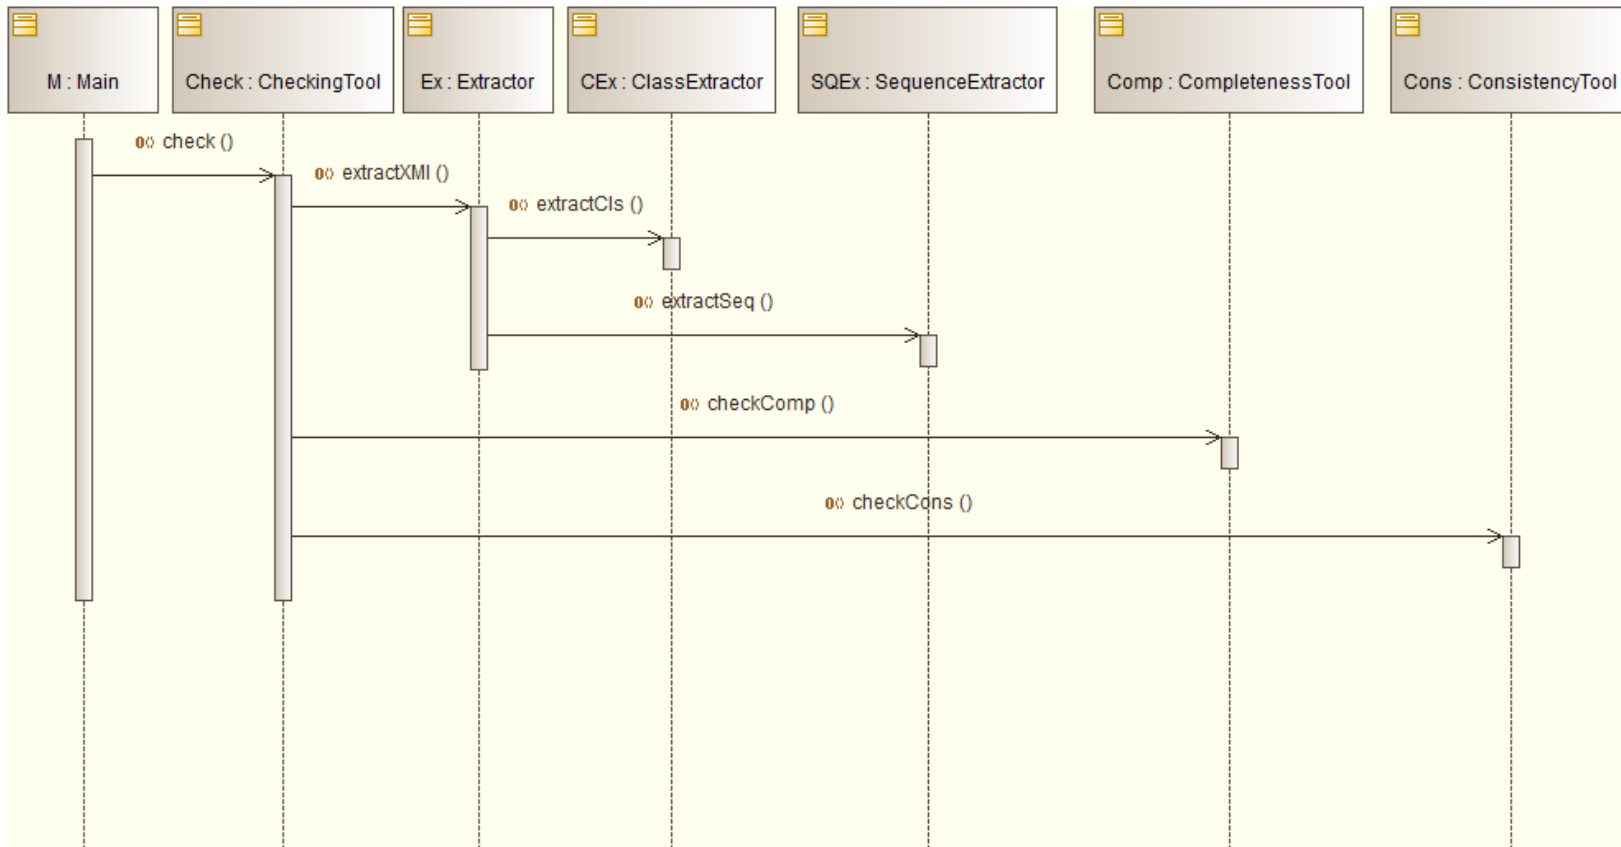 M : Main
Check : CheckingTool
Ex : Extractor
CEx : ClassExtractor
SQEx : SequenceExtractor
Comp : CompletenessTool
Cons : ConsistencyTool
check ()
extractXMI ()
extractCls ()
extractSeq ()
checkComp ()
checkCons ()